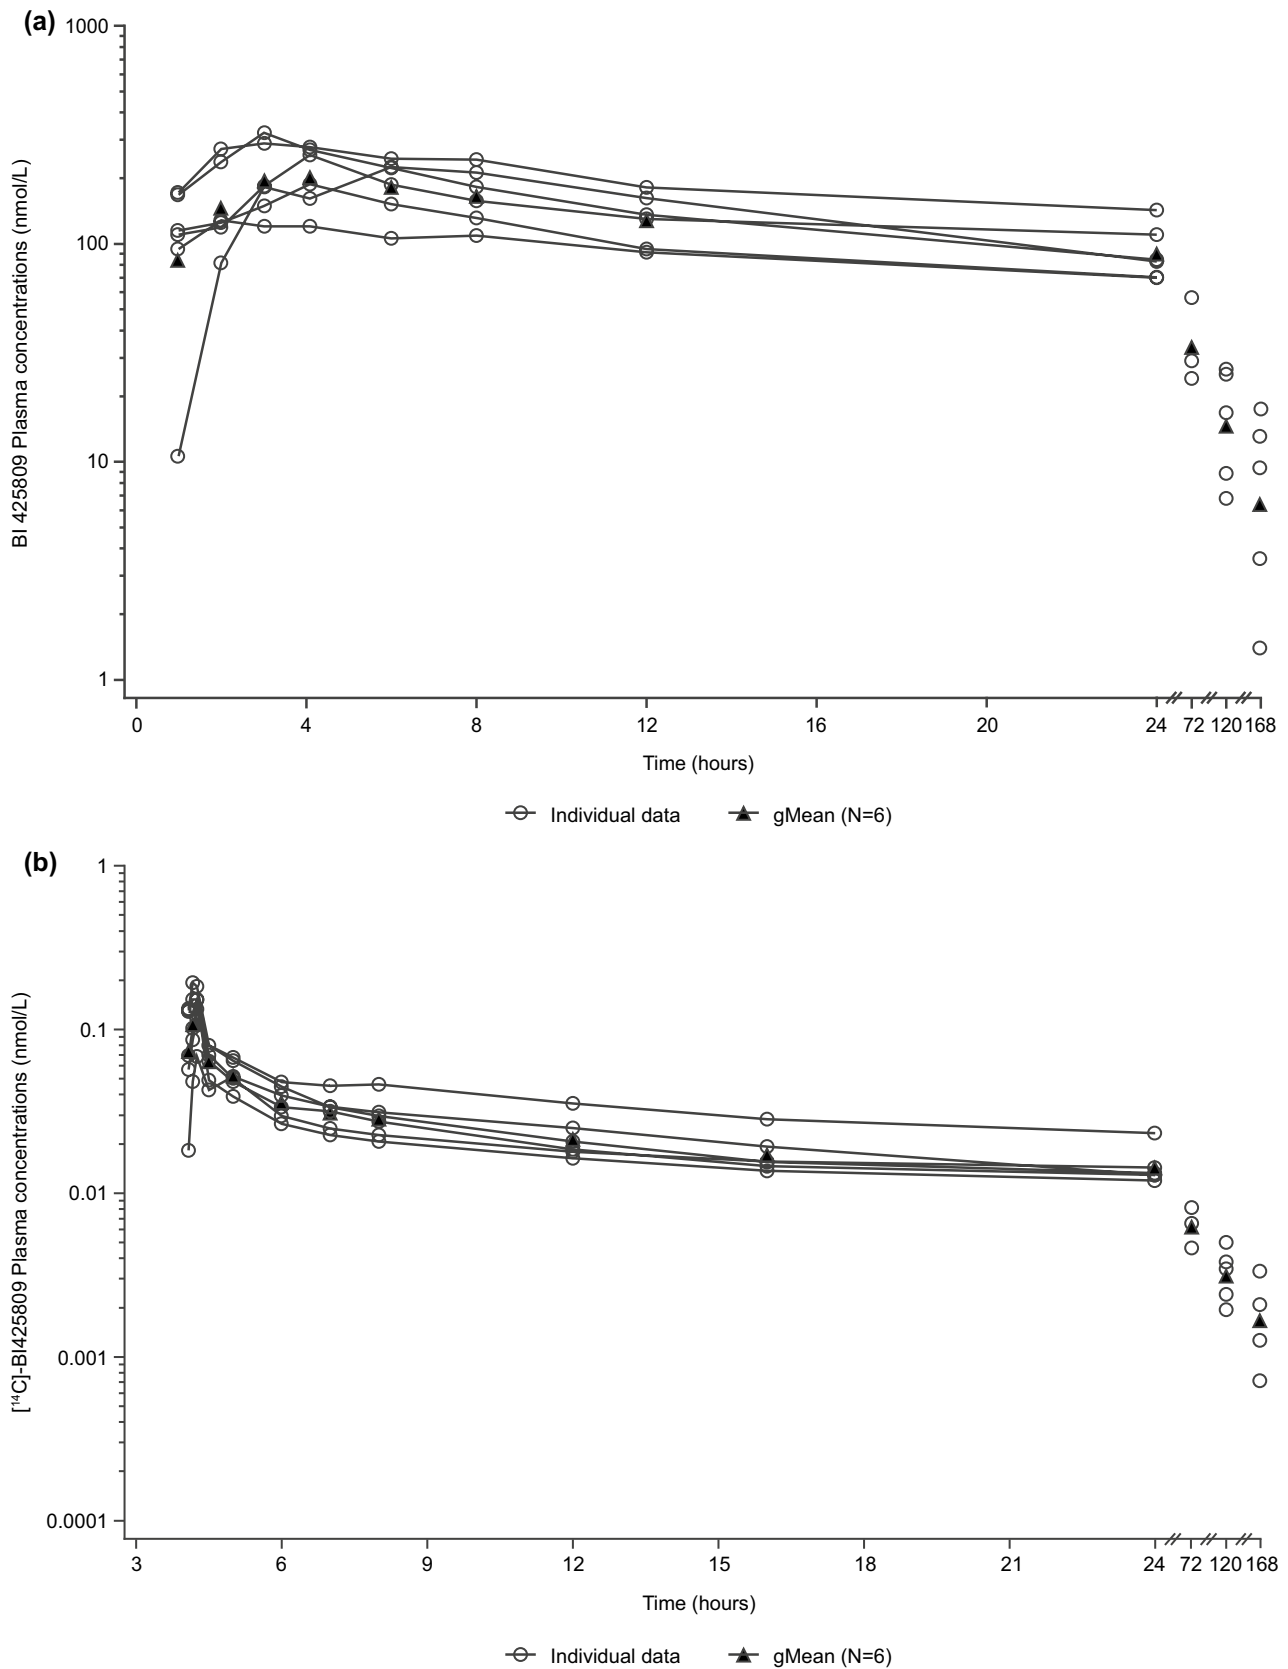 (a)
1000
100
10
1
BI 425809 Plasma concentrations (nmol/L)
0 4 8 12 16 20 24 72 120 168
Time (hours)
Individual data gMean (N=6)
(b)
1
0.1
0.01
0.001
0.0001
[¹⁴C]-BI425809 Plasma concentrations (nmol/L)
3 6 9 12 15 18 21 24 72 120 168
Time (hours)
Individual data gMean (N=6)